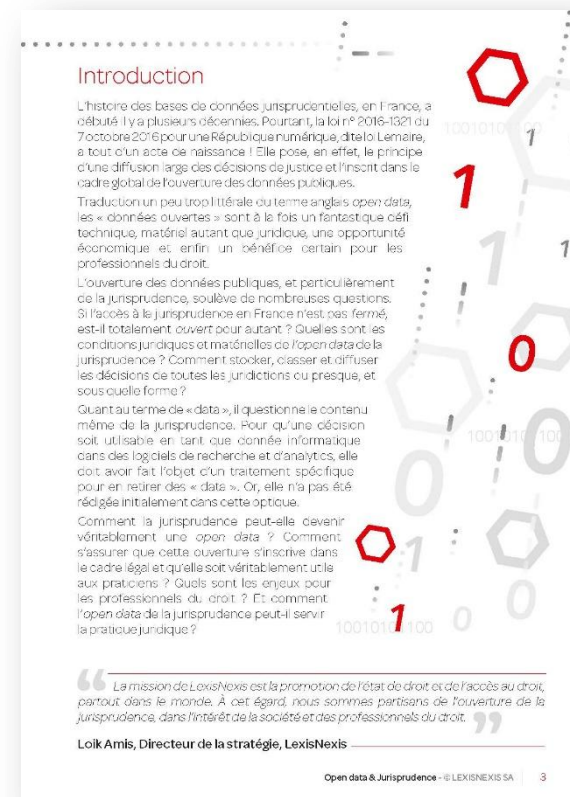 Introduction
L'histoire des bases de données jurisprudentielles, en France, a
débuté il y a plusieurs décennies. Pourtant, la loi n° 2016-1321 du
7 octobre 2016 pour une République numérique, dite loi Lemaire,
a tout d'un acte de naissance ! Elle pose, en effet, le principe
d'une diffusion large des décisions de justice et l'inscrit dans le
cadre global de l'ouverture des données publiques.
Traduction un peu trop littérale du terme anglais open data,
les « données ouvertes » sont à la fois un fantastique défi
technique, matériel autant que juridique, une opportunité
économique et enfin un bénéfice certain pour les
professionnels du droit.
L'ouverture des données publiques, et particulièrement
de la jurisprudence, soulève de nombreuses questions.
Si l'accès à la jurisprudence en France n'est pas fermé,
est-il totalement ouvert pour autant ? Quelles sont les
conditions juridiques et matérielles de l'open data de la
jurisprudence ? Comment stocker, classer et diffuser
les décisions de toutes les juridictions ou presque, et
sous quelle forme ?
Quant au terme de « data », il questionne le contenu
même de la jurisprudence. Pour qu'une décision
soit utilisable en tant que donnée informatique
dans des logiciels de recherche et d'analytics, elle
doit avoir fait l'objet d'un traitement spécifique
pour en retirer des « data ». Or, elle n'a pas été
rédigée initialement dans cette optique.
Comment la jurisprudence peut-elle devenir
véritablement une open data ? Comment
s'assurer que cette ouverture s'inscrive dans
le cadre légal et qu'elle soit véritablement utile
aux praticiens ? Quels sont les enjeux pour
les professionnels du droit ? Et comment
l'open data de la jurisprudence peut-il servir
la pratique juridique ?
1
1
1
1
0
0
0
1
1
0
0
“ La mission de LexisNexis est la promotion de l'état de droit et de l'accès au droit,
partout dans le monde. À cet égard, nous sommes partisans de l'ouverture de la
jurisprudence, dans l'intérêt de la société et des professionnels du droit. ”
Loïk Amis, Directeur de la stratégie, LexisNexis
Open data & Jurisprudence - © LEXISNEXIS SA 3